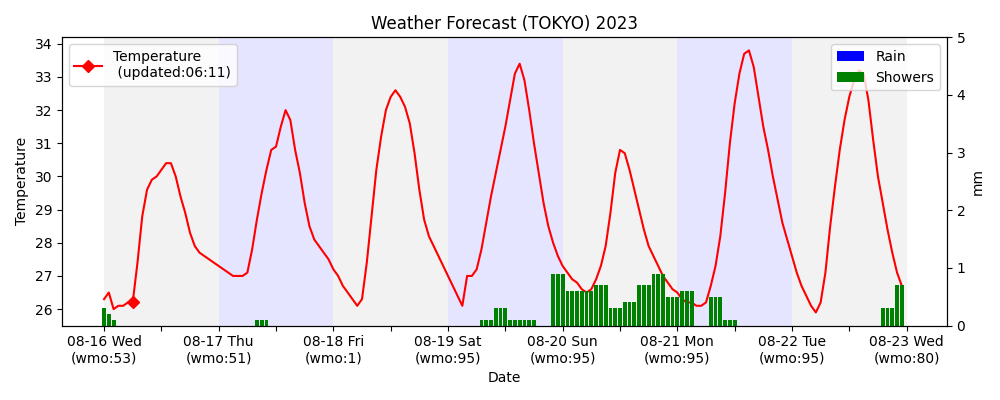 Weather Forecast (TOKYO) 2023
Temperature
(updated:06:11)
Rain
Showers
34
33
32
31
30
29
28
27
26
Temperature
5
4
3
2
1
0
mm
08-16 Wed
(wmo:53)
08-17 Thu
(wmo:51)
08-18 Fri
(wmo:1)
08-19 Sat
(wmo:95)
08-20 Sun
(wmo:95)
08-21 Mon
(wmo:95)
08-22 Tue
(wmo:95)
08-23 Wed
(wmo:80)
Date